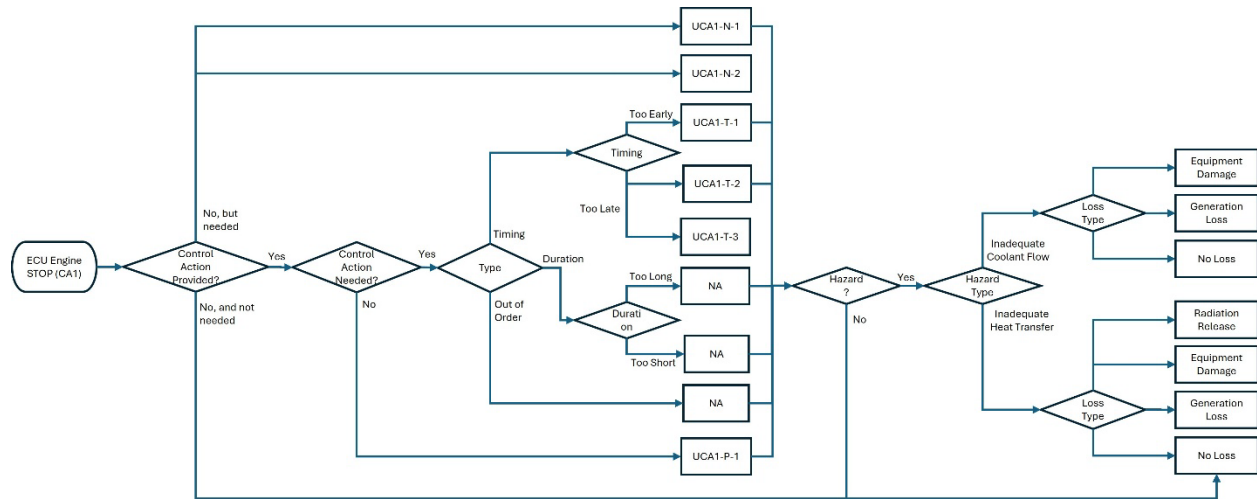 UCA1-N-1
UCA1-N-2
Too Early
UCA1-T-1
Timing
UCA1-T-2
Too Late
UCA1-T-3
No, but
needed
ECU Engine
STOP (CA1)
Control
Action
Provided?
Yes
No, and not
needed
Control
Action
Needed?
Yes
No
Timing
Type
Duration
Out of
Order
Too Long
NA
Durati
on
Too Short
NA
NA
UCA1-P-1
Hazard
?
Yes
No
Inadequate
Coolant Flow
Hazard
Type
Inadequate
Heat Transfer
Loss
Type
Equipment
Damage
Generation
Loss
No Loss
Loss
Type
Radiation
Release
Equipment
Damage
Generation
Loss
No Loss